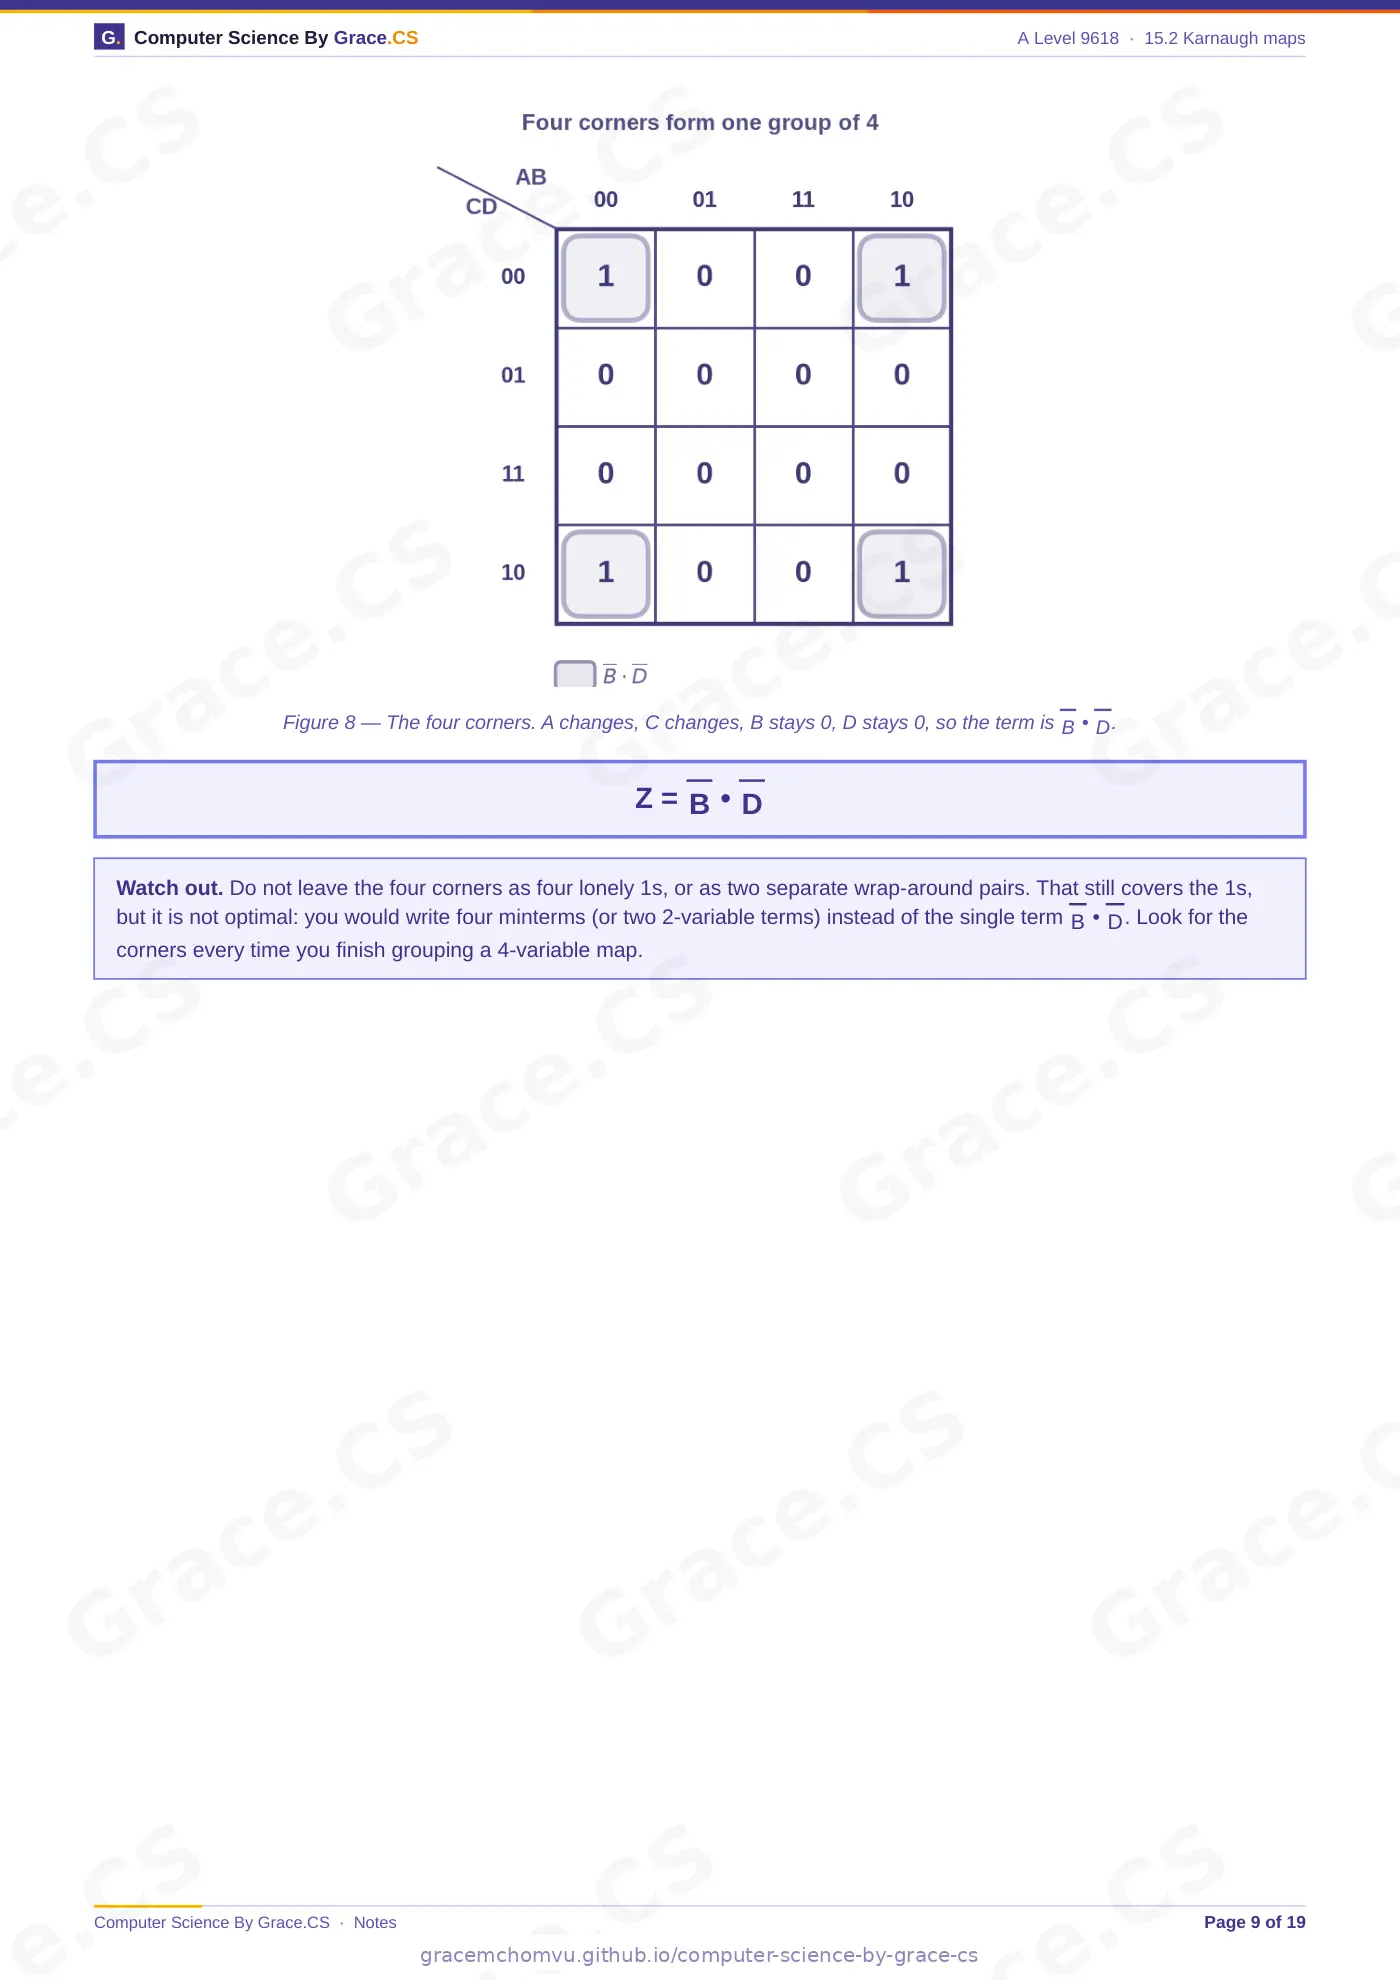 G. Computer Science By Grace.CS
A Level 9618 · 15.2 Karnaugh maps
Four corners form one group of 4
AB
CD
00 01 11 10
00 1 0 0 1
01 0 0 0 0
11 0 0 0 0
10 1 0 0 1
B̅ · D̅
Figure 8 — The four corners. A changes, C changes, B stays 0, D stays 0, so the term is B̅ • D̅.
Z = B̅ • D̅
Watch out. Do not leave the four corners as four lonely 1s, or as two separate wrap-around pairs. That still covers the 1s,
but it is not optimal: you would write four minterms (or two 2-variable terms) instead of the single term B̅ • D̅. Look for the
corners every time you finish grouping a 4-variable map.
Computer Science By Grace.CS · Notes
Page 9 of 19
gracemchomvu.github.io/computer-science-by-grace-cs